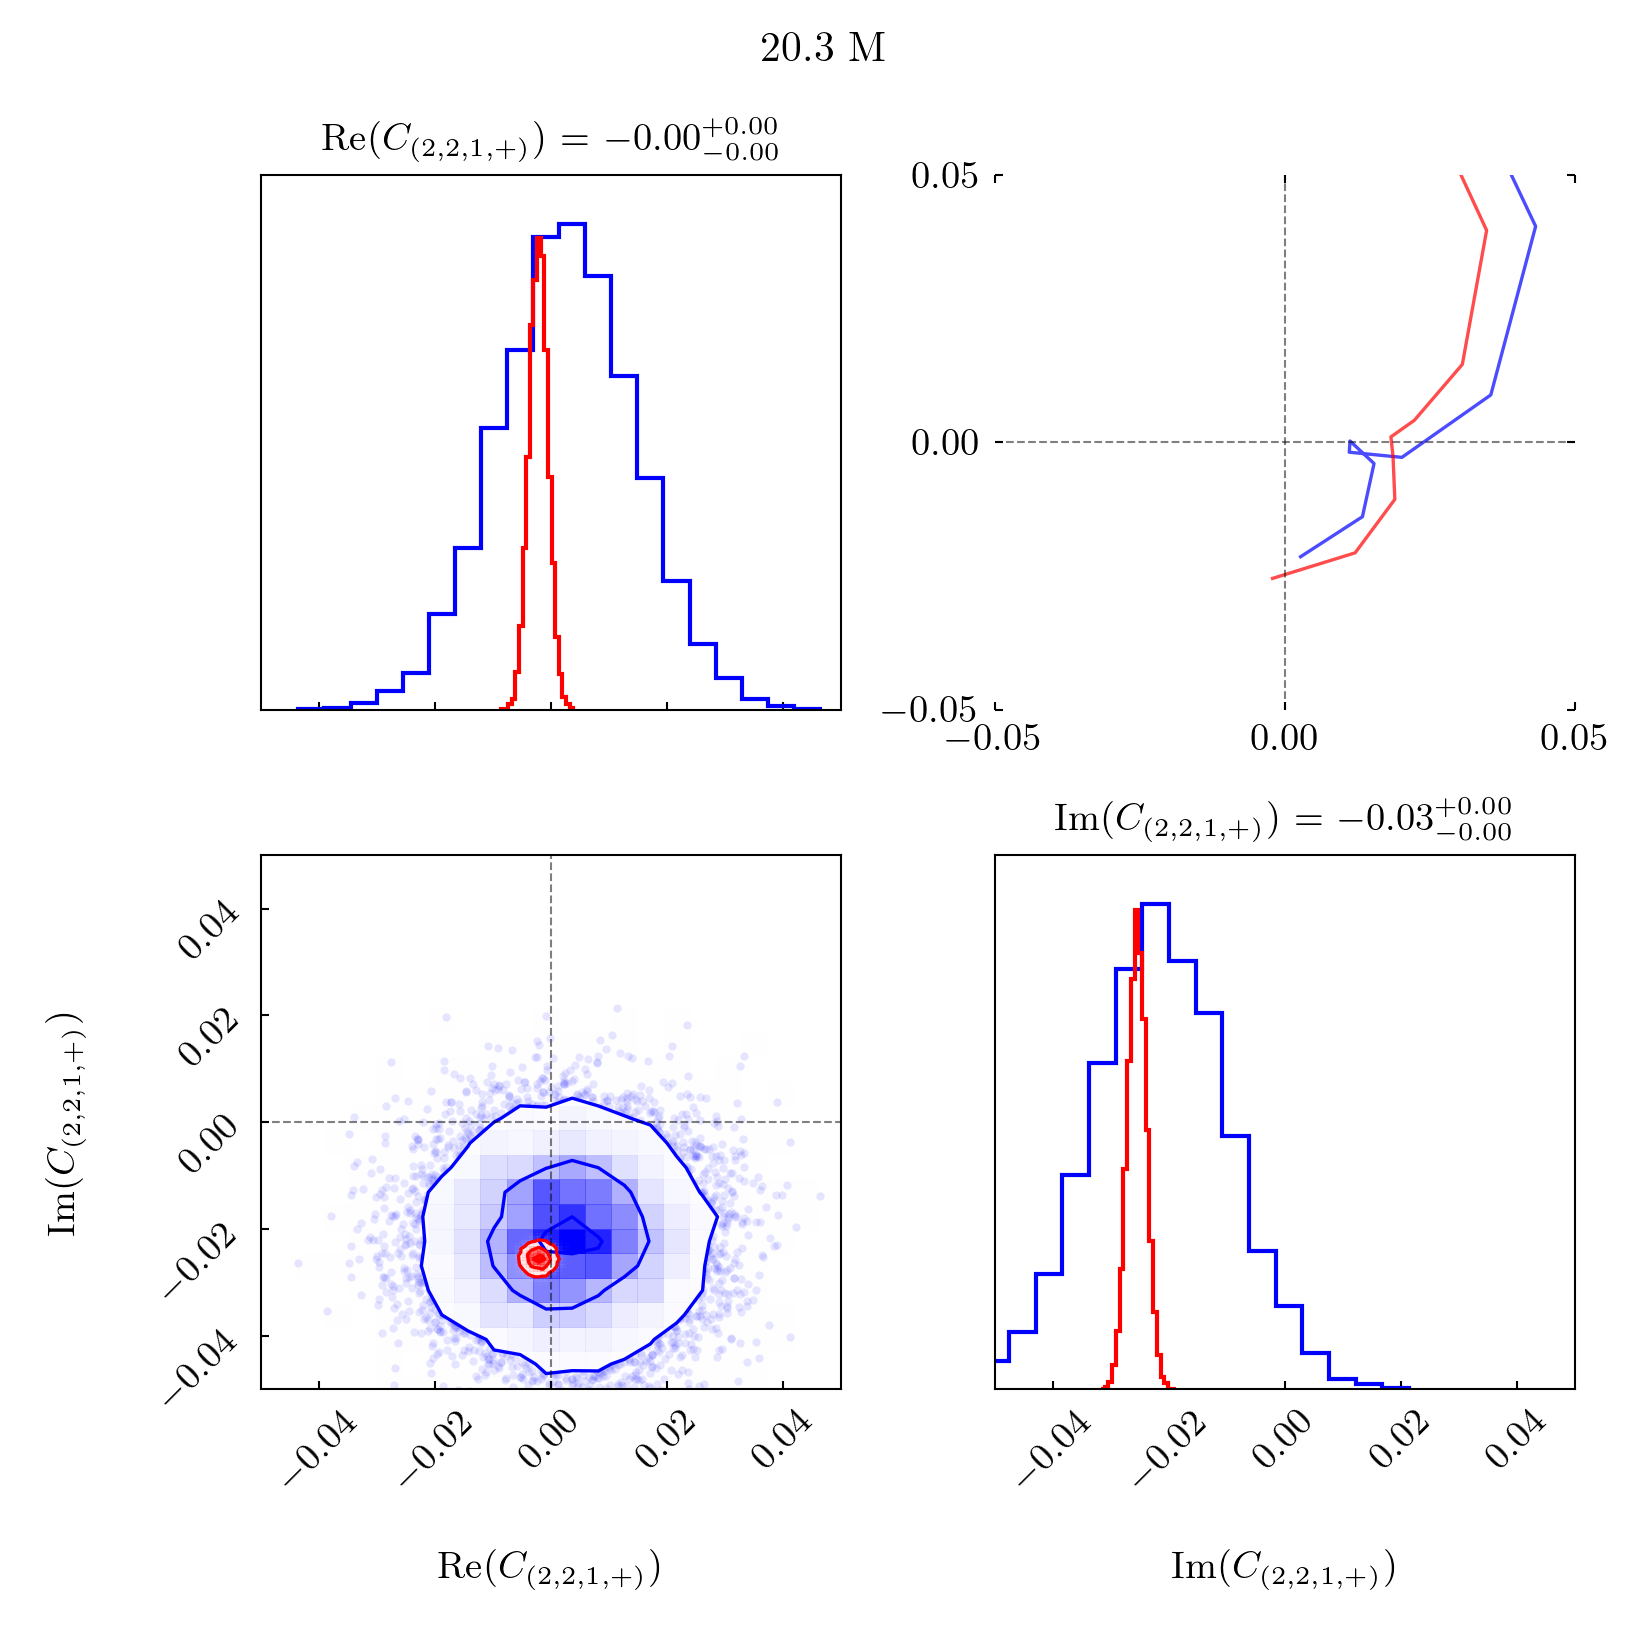 20.3 M
Re(C_{(2,2,1,+)}) = −0.00^{+0.00}_{−0.00}
0.05
0.00
−0.05
−0.05 0.00 0.05
Im(C_{(2,2,1,+)}) = −0.03^{+0.00}_{−0.00}
Im(C_{(2,2,1,+)})
0.04
0.02
0.00
−0.02
−0.04
−0.04 −0.02 0.00 0.02 0.04
−0.04 −0.02 0.00 0.02 0.04
Re(C_{(2,2,1,+)})
Im(C_{(2,2,1,+)})